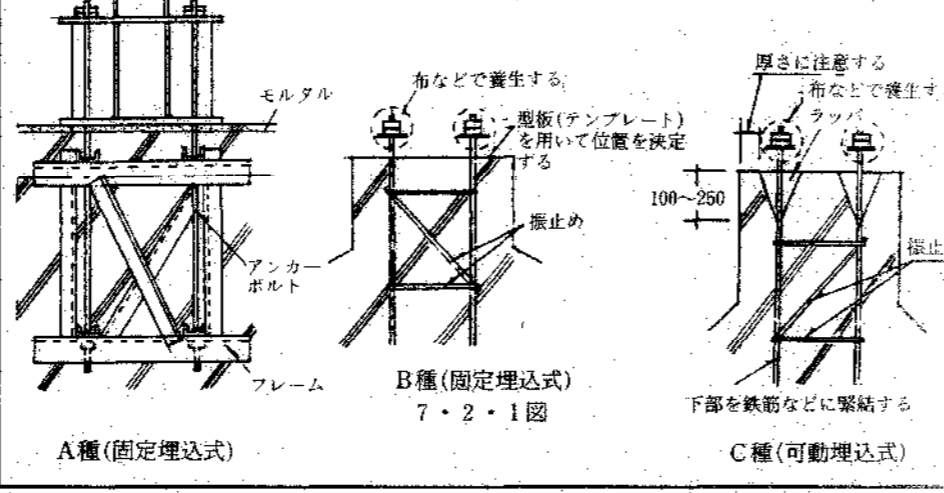 モルタル
アンカー
ボルト
フレーム
A種(固定埋込式)
布などで養生する
型板(テンプレート)
を用いて位置を決定
する
振止め
B種(固定埋込式)
7・2・1図
厚さに注意する
布などで養生す
ラッパ
100〜250
振止
下部を鉄筋などに緊結する
C種(可動埋込式)